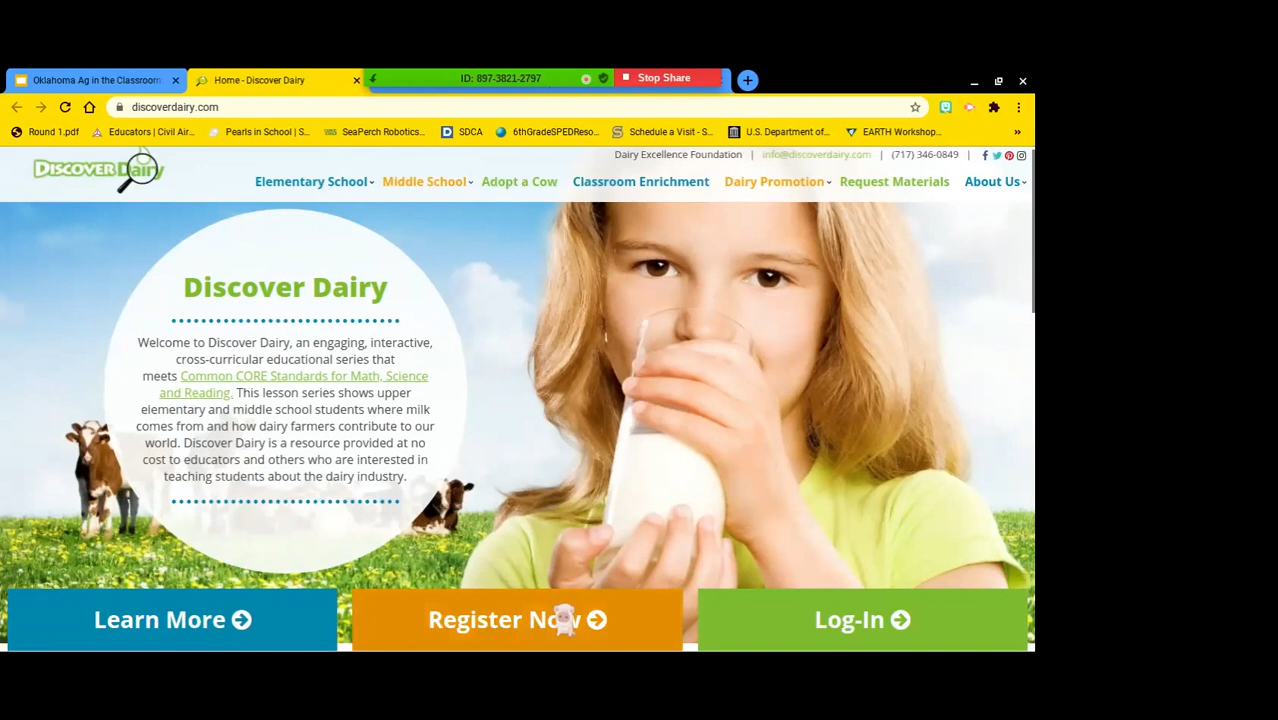 Oklahoma Ag in the Classroom
Home - Discover Dairy
ID: 897-3821-2797
Stop Share
discoverdairy.com
Round 1.pdf
Educators | Civil Air...
Pearls in School | S...
SeaPerch Robotics...
SDCA
6thGradeSPEDReso...
Schedule a Visit - S...
U.S. Department of...
EARTH Workshop...
Discover Dairy
Dairy Excellence Foundation | info@discoverdairy.com | (717) 346-0849 |
Elementary School Middle School Adopt a Cow Classroom Enrichment Dairy Promotion Request Materials About Us
Discover Dairy
Welcome to Discover Dairy, an engaging, interactive,
cross-curricular educational series that
meets Common CORE Standards for Math, Science
and Reading. This lesson series shows upper
elementary and middle school students where milk
comes from and how dairy farmers contribute to our
world. Discover Dairy is a resource provided at no
cost to educators and others who are interested in
teaching students about the dairy industry.
Learn More
Register Now
Log-In